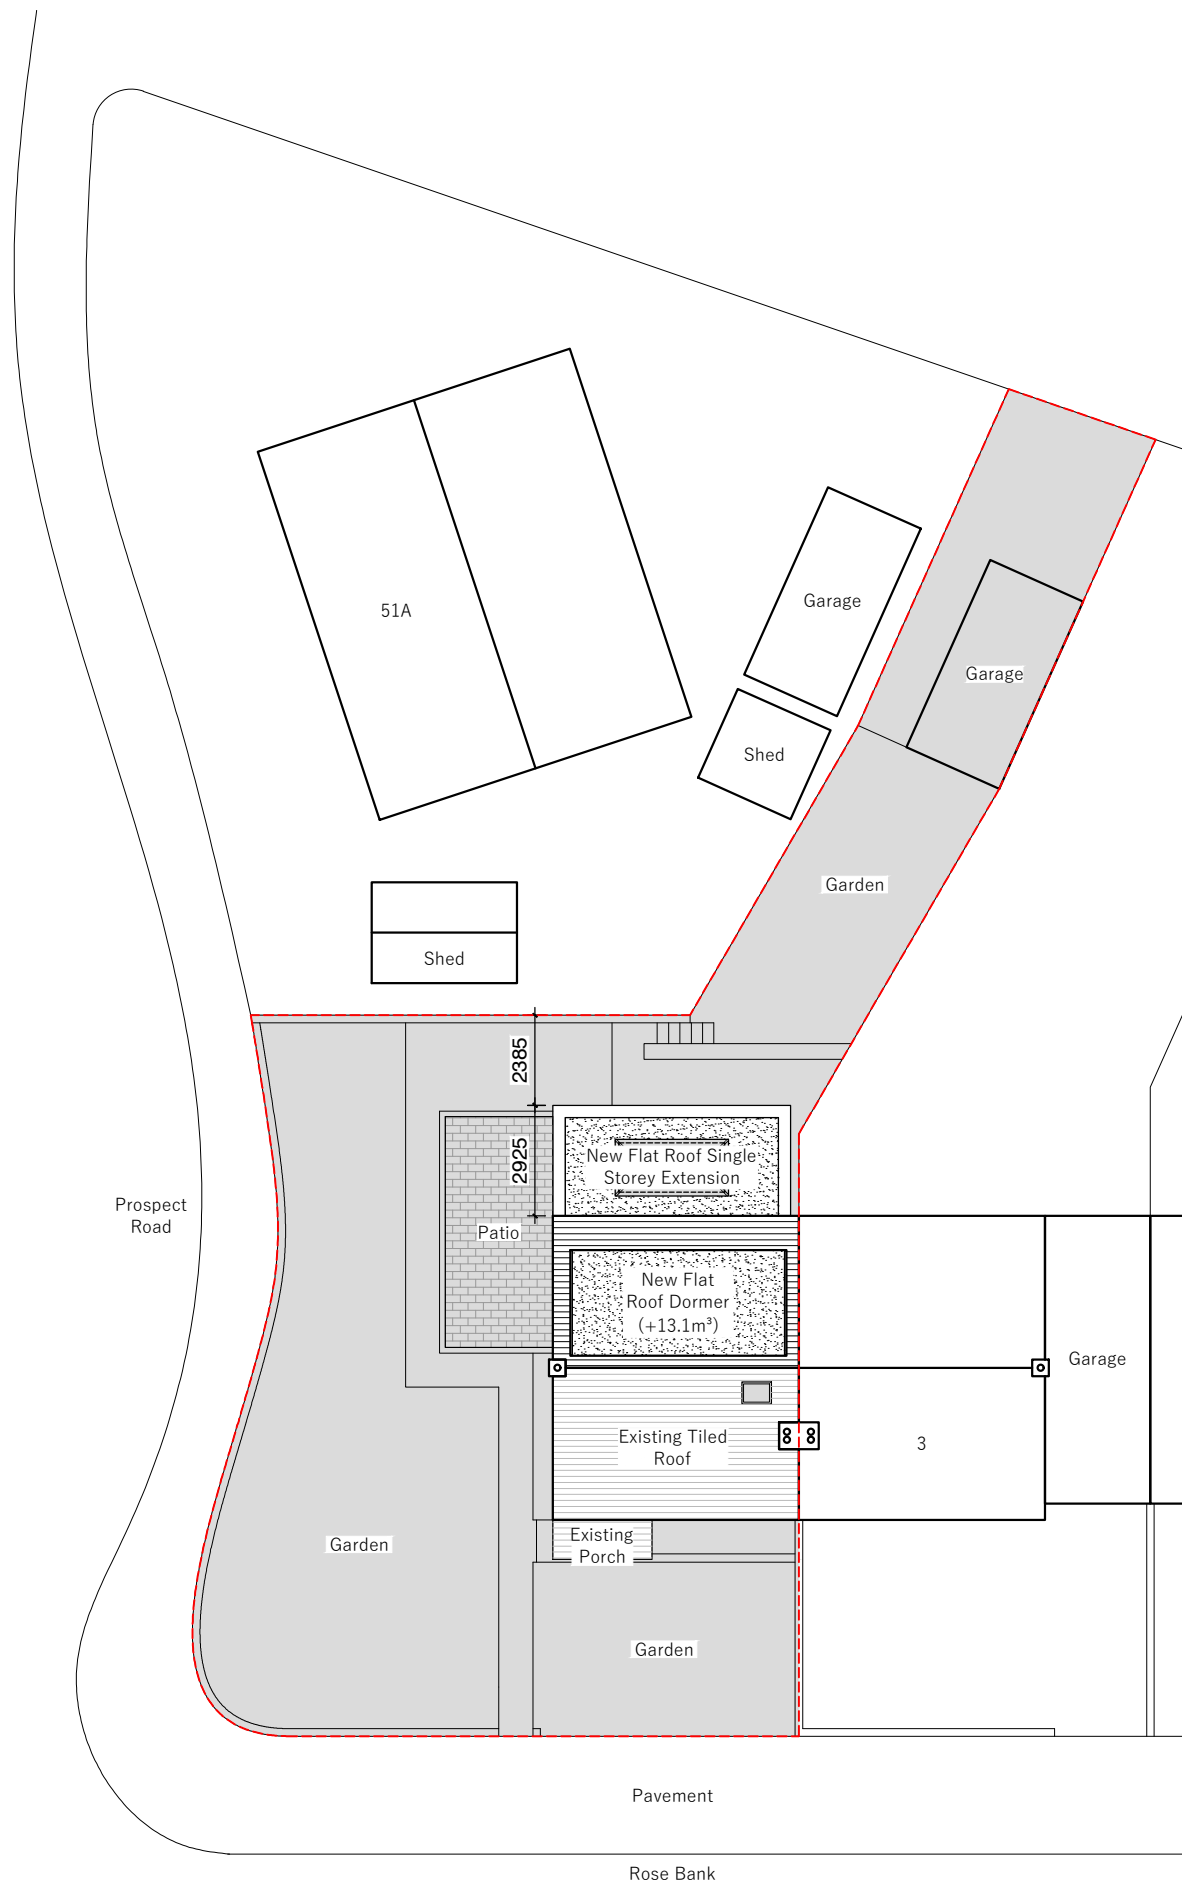 51A
Garage
Garage
Shed
Garden
Shed
2385
2925
New Flat Roof Single
Storey Extension
Prospect
Road
Patio
New Flat
Roof Dormer
(+13.1m³)
Garage
Existing Tiled
Roof
3
Existing
Porch
Garden
Garden
Pavement
Rose Bank